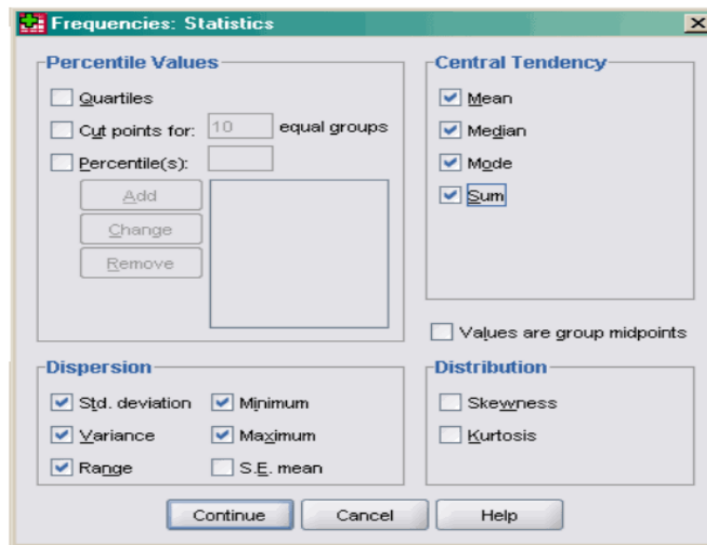 Frequencies: Statistics
Percentile Values
Quartiles
Cut points for: 10 equal groups
Percentile(s):
Add
Change
Remove
Central Tendency
Mean
Median
Mode
Sum
Values are group midpoints
Dispersion
Std. deviation Minimum
Variance Maximum
Range S.E. mean
Distribution
Skewness
Kurtosis
Continue Cancel Help